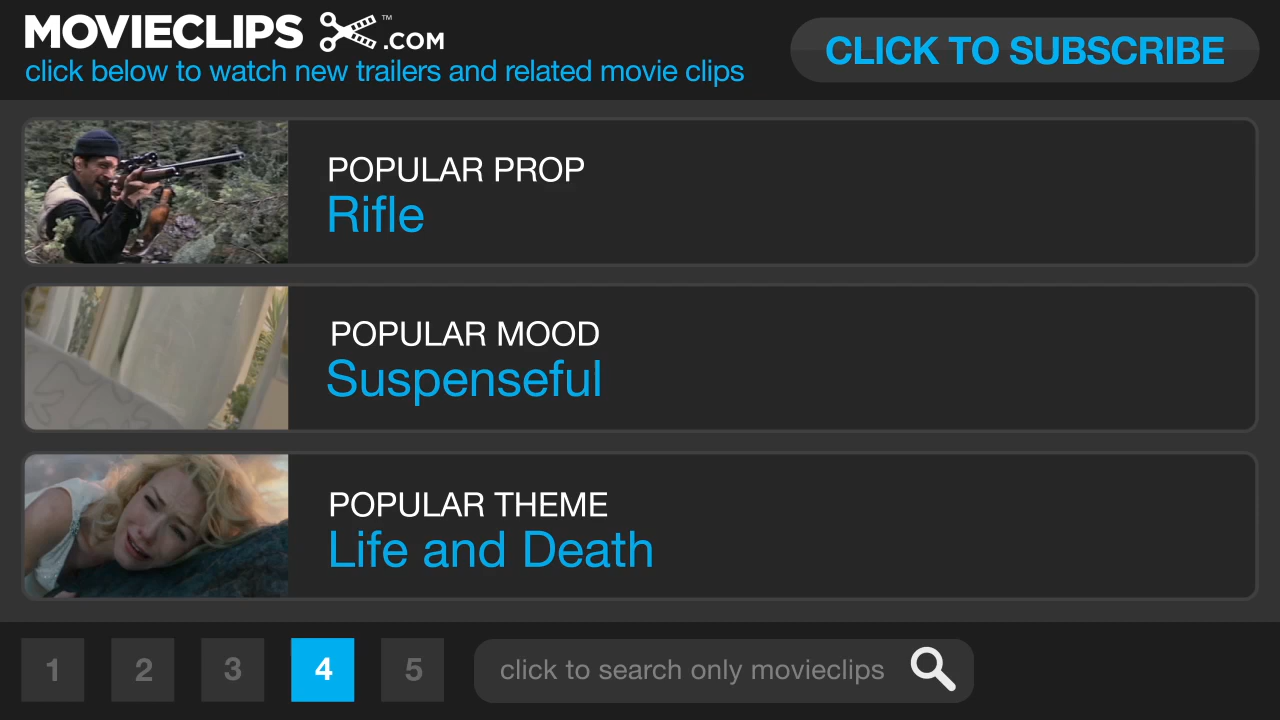 MOVIECLIPS ™ .COM
CLICK TO SUBSCRIBE
click below to watch new trailers and related movie clips
POPULAR PROP
Rifle
POPULAR MOOD
Suspenseful
POPULAR THEME
Life and Death
1 2 3 4 5 click to search only movieclips